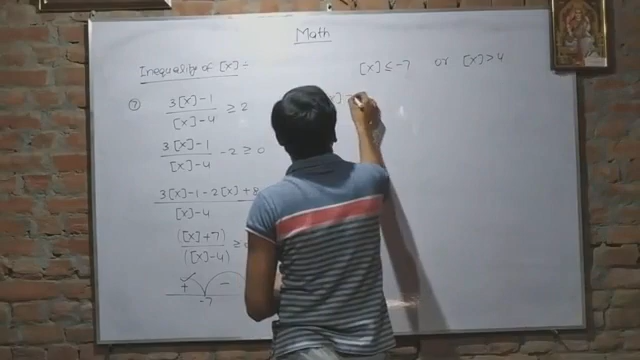 Math
Inequality of [x] :-
[x] ≤ -7 or [x] > 4
⑦ 3[x]-1 / [x]-4 ≥ 2
3[x]-1 / [x]-4 - 2 ≥ 0
3[x]-1-2[x]+8 / [x]-4
([x]+7) / ([x]-4) ≥
+ -
-7